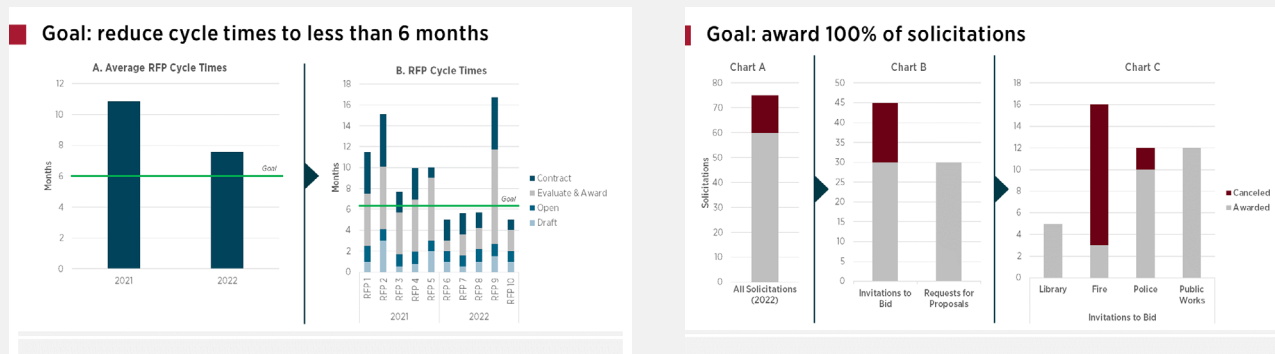 Goal: reduce cycle times to less than 6 months
A. Average RFP Cycle Times
12
10
8
6
4
2
0
Months
Goal
2021
2022
B. RFP Cycle Times
18
16
14
12
10
8
6
4
2
0
Months
Goal
RFP 1
RFP 2
RFP 3
RFP 4
RFP 5
RFP 6
RFP 7
RFP 8
RFP 9
RFP 10
2021
2022
Contract
Evaluate & Award
Open
Draft
Goal: award 100% of solicitations
Chart A
80
70
60
50
40
30
20
10
0
Solicitations
All Solicitations
(2022)
Chart B
50
45
40
35
30
25
20
15
10
5
0
Invitations to
Bid
Requests for
Proposals
Chart C
18
16
14
12
10
8
6
4
2
0
Library
Fire
Police
Public
Works
Invitations to Bid
Canceled
Awarded